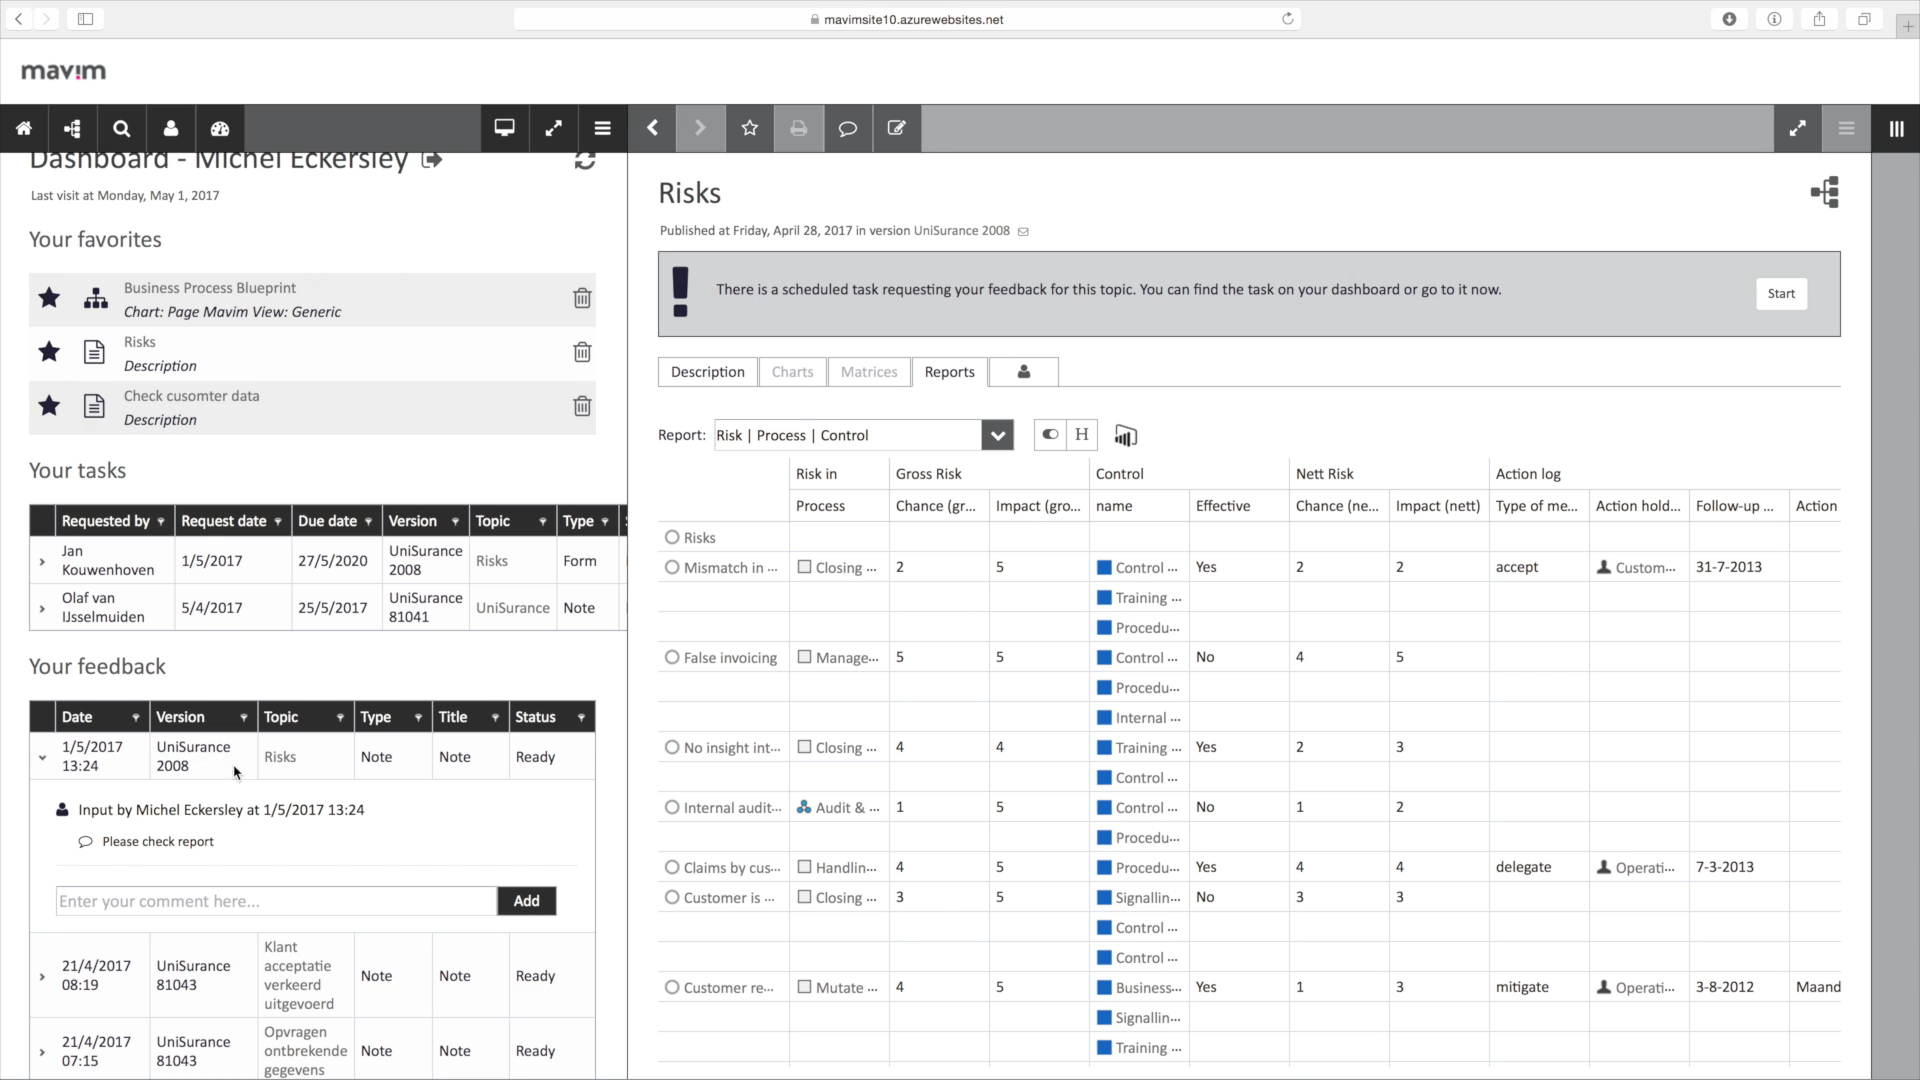 mavimsite10.azurewebsites.net
mavim
Dashboard - Michel Eckersley
Last visit at Monday, May 1, 2017
Your favorites
Business Process Blueprint
Chart: Page Mavim View: Generic
Risks
Description
Check cusomter data
Description
Your tasks
Requested by Request date Due date Version Topic Type
Jan Kouwenhoven 1/5/2017 27/5/2020 UniSurance 2008 Risks Form
Olaf van IJsselmuiden 5/4/2017 25/5/2017 UniSurance 81041 UniSurance Note
Your feedback
Date Version Topic Type Title Status
1/5/2017 13:24 UniSurance 2008 Risks Note Note Ready
Input by Michel Eckersley at 1/5/2017 13:24
Please check report
Enter your comment here... Add
21/4/2017 08:19 UniSurance 81043 Klant acceptatie verkeerd uitgevoerd Note Note Ready
21/4/2017 07:15 UniSurance 81043 Opvragen ontbrekende gegevens Note Note Ready
Risks
Published at Friday, April 28, 2017 in version UniSurance 2008
There is a scheduled task requesting your feedback for this topic. You can find the task on your dashboard or go to it now. Start
Description Charts Matrices Reports
Report: Risk | Process | Control H
Risk in Gross Risk Control Nett Risk Action log
Process Chance (gr... Impact (gro... name Effective Chance (ne... Impact (nett) Type of me... Action hold... Follow-up ... Action
Risks
Mismatch in ... Closing ... 2 5 Control ... Yes 2 2 accept Custom... 31-7-2013
Training ...
Procedu...
False invoicing Manage... 5 5 Control ... No 4 5
Procedu...
Internal ...
No insight int... Closing ... 4 4 Training ... Yes 2 3
Control ...
Internal audit... Audit & ... 1 5 Control ... No 1 2
Procedu...
Claims by cus... Handlin... 4 5 Procedu... Yes 4 4 delegate Operati... 7-3-2013
Customer is ... Closing ... 3 5 Signallin... No 3 3
Control ...
Control ...
Customer re... Mutate ... 4 5 Business... Yes 1 3 mitigate Operati... 3-8-2012 Maand
Signallin...
Training ...